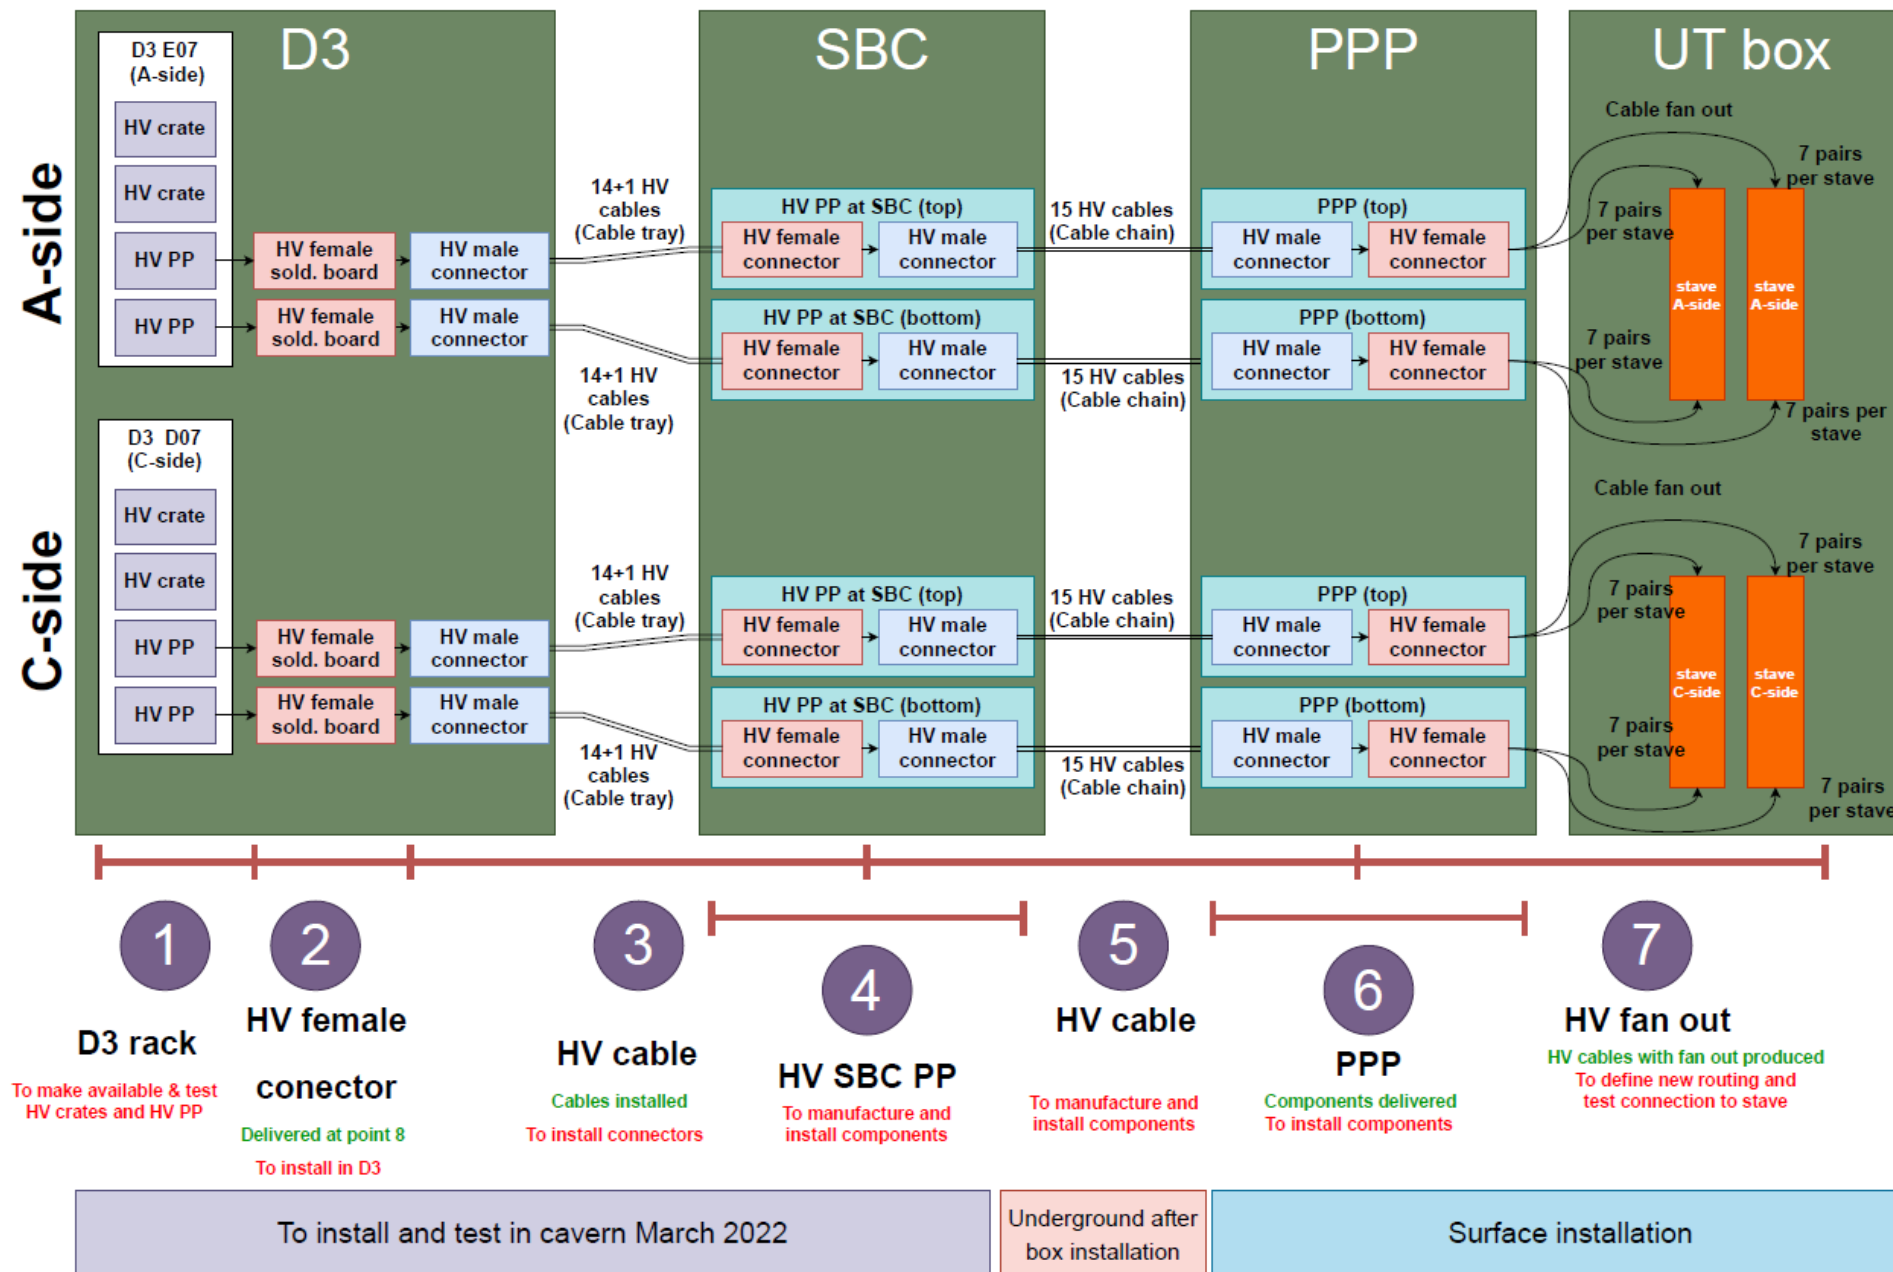 D3
SBC
PPP
UT box
A-side
D3 E07
(A-side)
HV crate
HV crate
HV PP
HV PP
HV female
sold. board
HV male
connector
HV female
sold. board
HV male
connector
14+1 HV
cables
(Cable tray)
14+1 HV
cables
(Cable tray)
HV PP at SBC (top)
HV female
connector
HV male
connector
HV PP at SBC (bottom)
HV female
connector
HV male
connector
15 HV cables
(Cable chain)
15 HV cables
(Cable chain)
PPP (top)
HV male
connector
HV female
connector
PPP (bottom)
HV male
connector
HV female
connector
Cable fan out
7 pairs
per stave
7 pairs
per stave
stave
A-side
stave
A-side
7 pairs
per stave
7 pairs per
stave
C-side
D3 D07
(C-side)
HV crate
HV crate
HV PP
HV PP
HV female
sold. board
HV male
connector
HV female
sold. board
HV male
connector
14+1 HV
cables
(Cable tray)
14+1 HV
cables
(Cable tray)
HV PP at SBC (top)
HV female
connector
HV male
connector
HV PP at SBC (bottom)
HV female
connector
HV male
connector
15 HV cables
(Cable chain)
15 HV cables
(Cable chain)
PPP (top)
HV male
connector
HV female
connector
PPP (bottom)
HV male
connector
HV female
connector
Cable fan out
7 pairs
per stave
7 pairs
per stave
stave
C-side
stave
C-side
7 pairs
per stave
7 pairs
per stave
1
D3 rack
To make available & test
HV crates and HV PP
2
HV female
conector
Delivered at point 8
To install in D3
3
HV cable
Cables installed
To install connectors
4
HV SBC PP
To manufacture and
install components
5
HV cable
To manufacture and
install components
6
PPP
Components delivered
To install components
7
HV fan out
HV cables with fan out produced
To define new routing and
test connection to stave
To install and test in cavern March 2022
Underground after
box installation
Surface installation